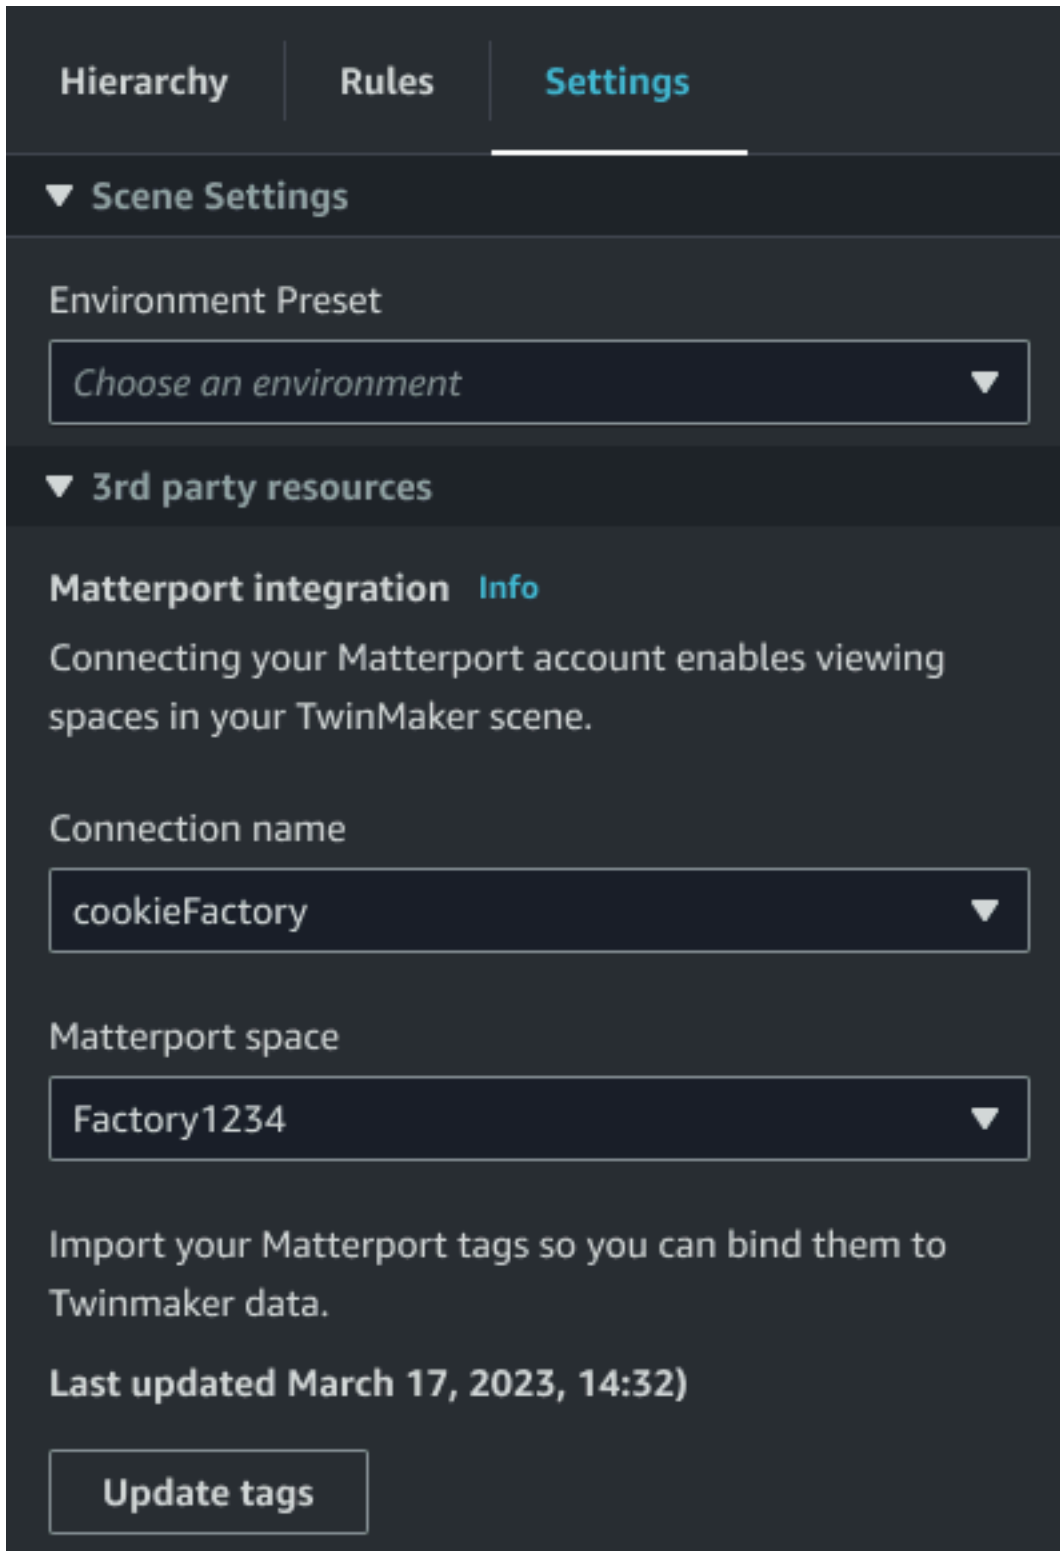 Hierarchy
Rules
Settings
Scene Settings
Environment Preset
Choose an environment
3rd party resources
Matterport integration Info
Connecting your Matterport account enables viewing
spaces in your TwinMaker scene.
Connection name
cookieFactory
Matterport space
Factory1234
Import your Matterport tags so you can bind them to
Twinmaker data.
Last updated March 17, 2023, 14:32)
Update tags